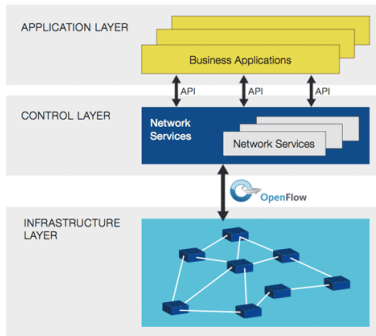 APPLICATION LAYER
Business Applications
API
API
API
CONTROL LAYER
Network
Services
Network Services
OpenFlow
INFRASTRUCTURE
LAYER